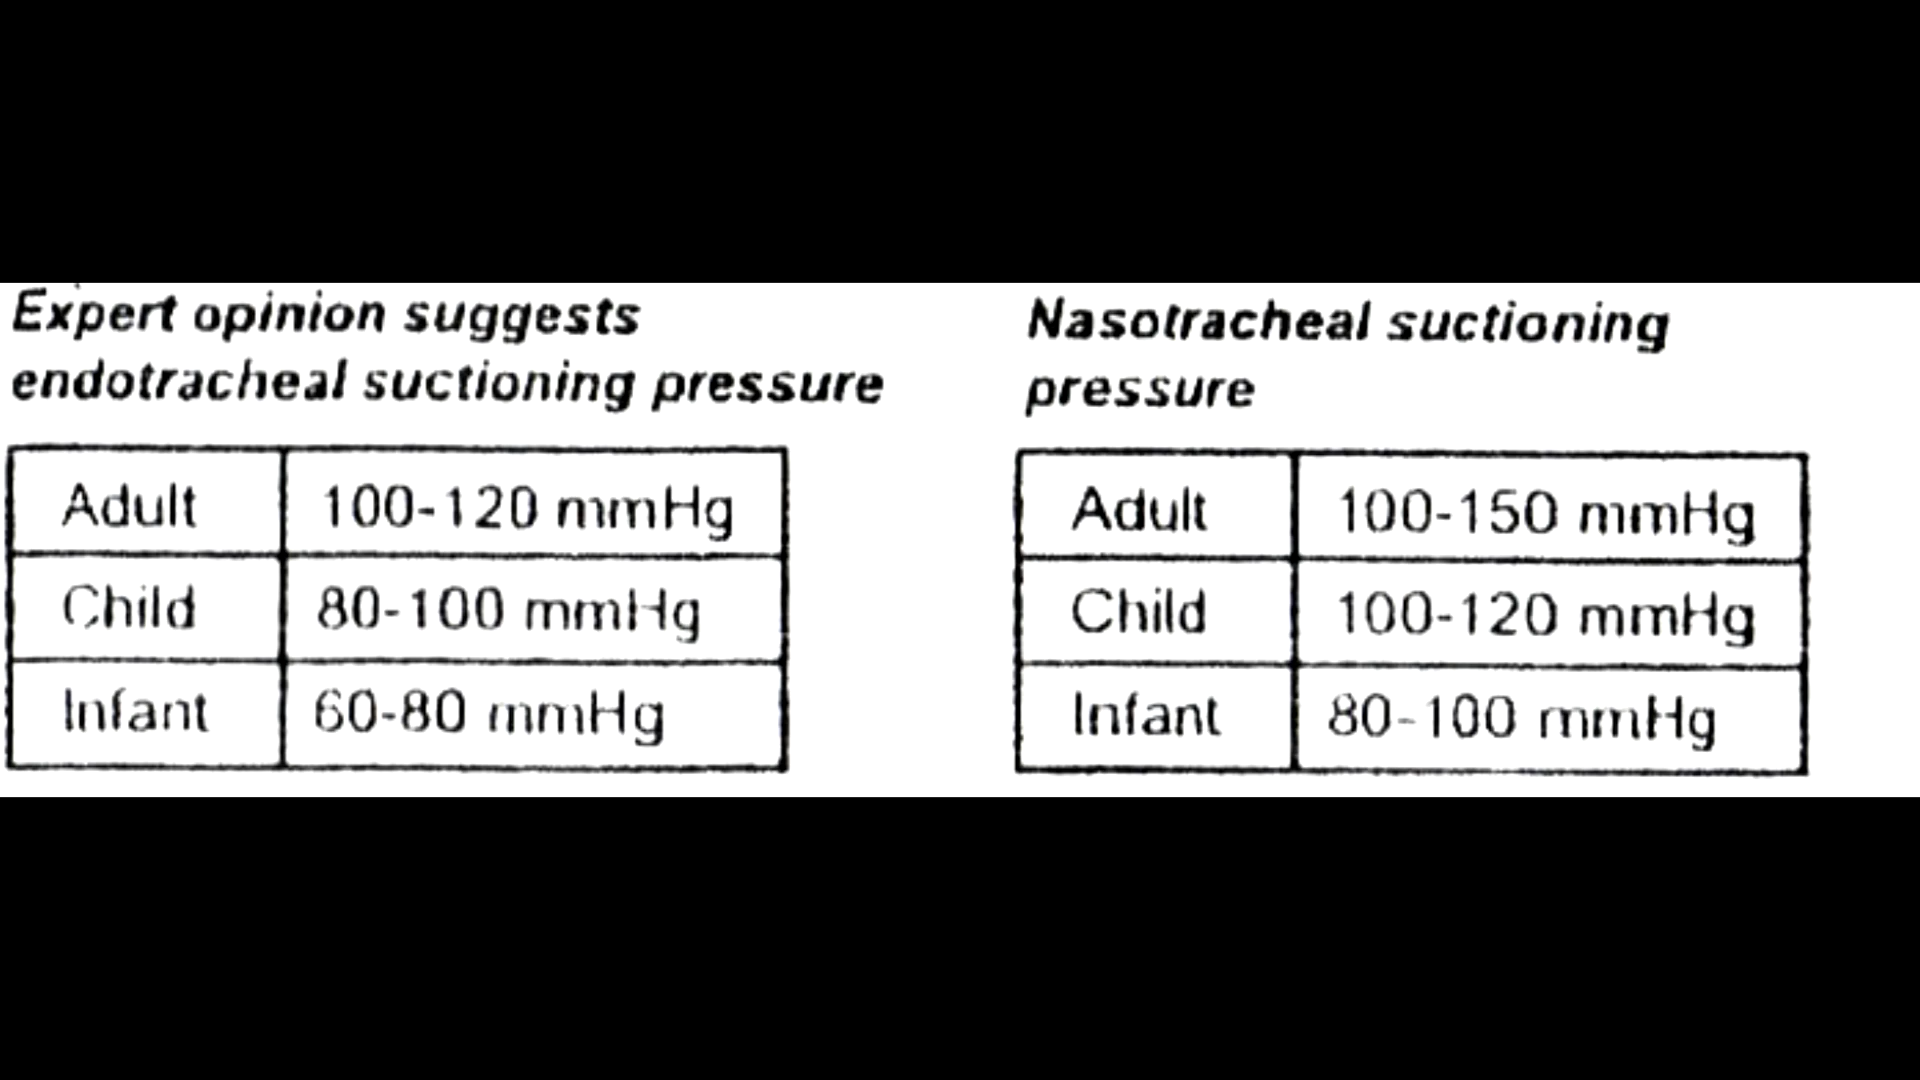 Expert opinion suggests
endotracheal suctioning pressure
Adult 100-120 mmHg
Child 80-100 mmHg
Infant 60-80 mmHg
Nasotracheal suctioning
pressure
Adult 100-150 mmHg
Child 100-120 mmHg
Infant 80-100 mmHg